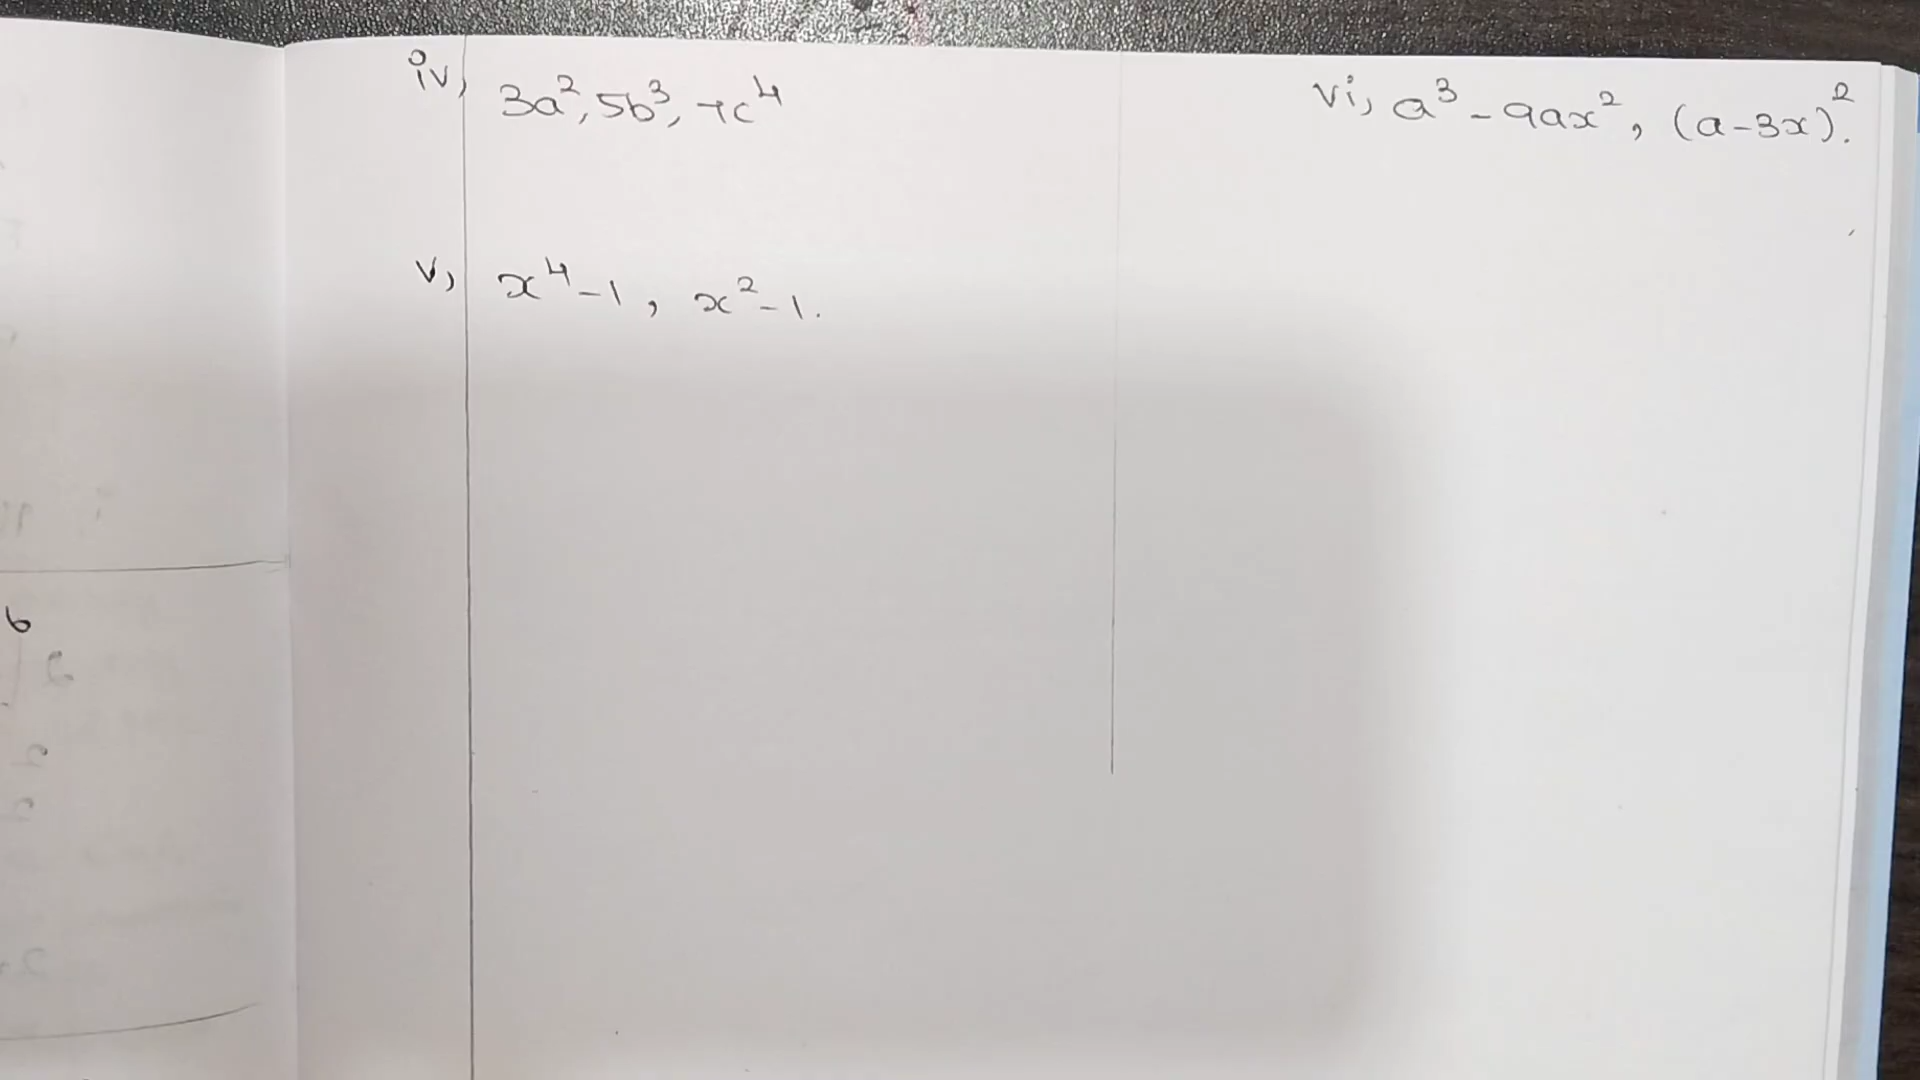 iv, 3a², 5b³, 7c⁴
v, x⁴-1, x²-1.
vi, a³-9ax², (a-3x)².
6